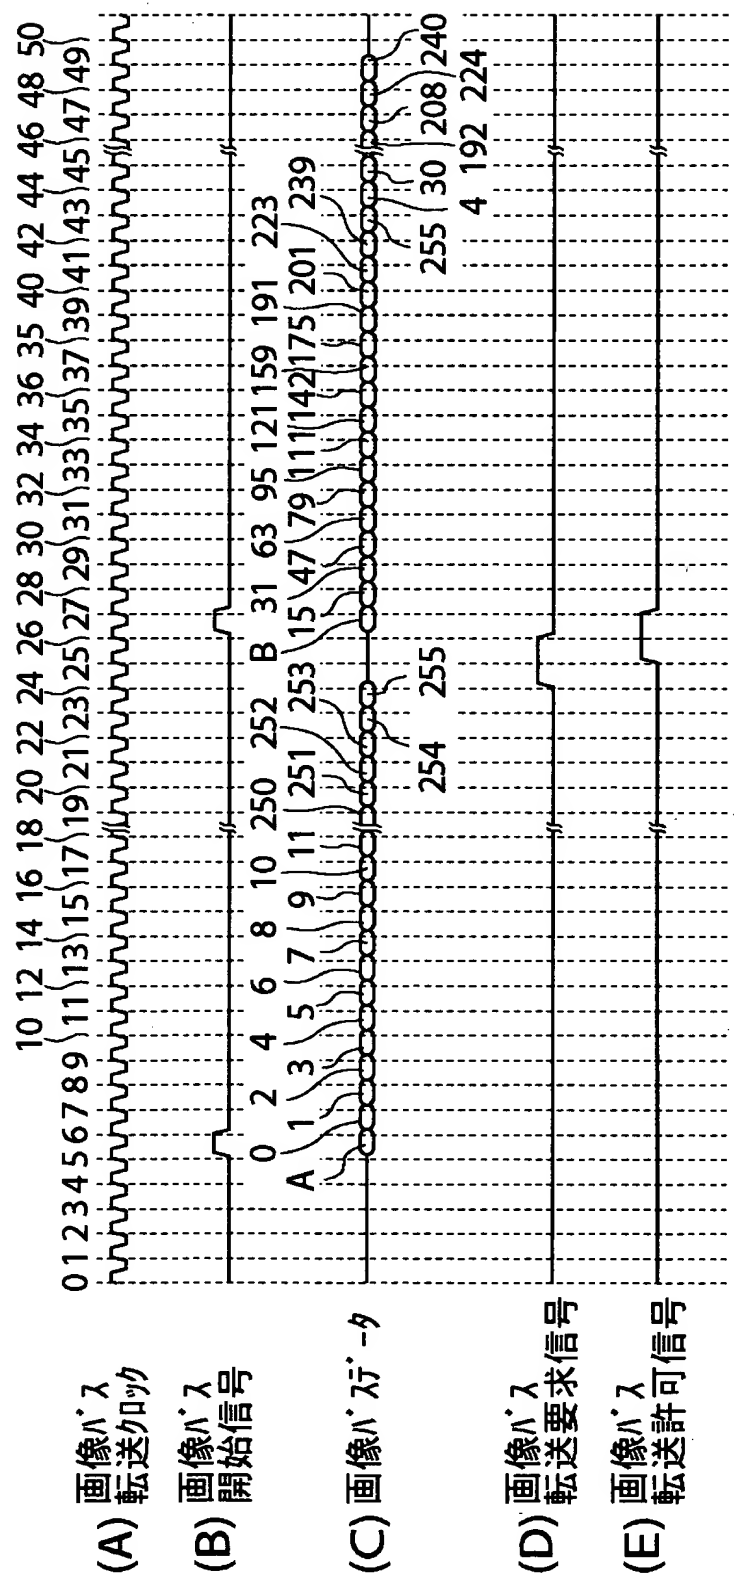 10 12 14 16 18 20 22 24 26 28 30 32 34 36 35 40 42 44 46 48 50
0 1 2 3 4 5 6 7 8 9 11 13 15 17 19 21 23 25 27 29 31 33 35 37 39 41 43 45 47 49
(A) 画像バス
転送クロック
(B) 画像バス
開始信号
0 2 4 6 8 10 250 252 B 31 63 95 121 159 191 223
A 1 3 5 7 9 11 251 253 15 47 79 111 142 175 201 239
(C) 画像バスデータ
254 255 255 30 208 240
4 192 224
(D) 画像バス
転送要求信号
(E) 画像バス
転送許可信号